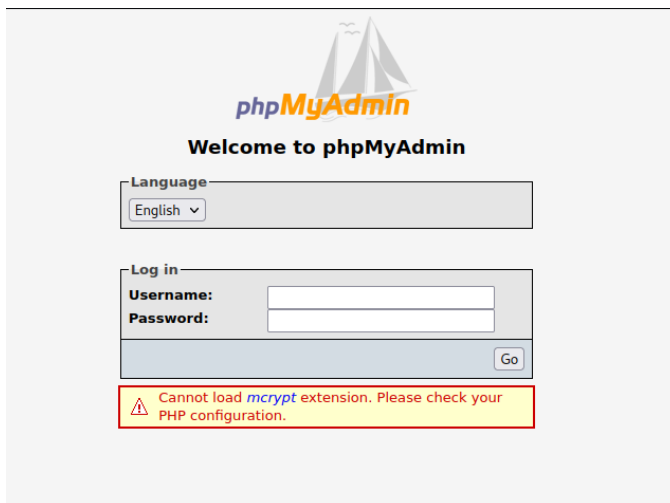 phpMyAdmin
Welcome to phpMyAdmin
Language
English
Log in
Username:
Password:
Go
Cannot load mcrypt extension. Please check your
PHP configuration.